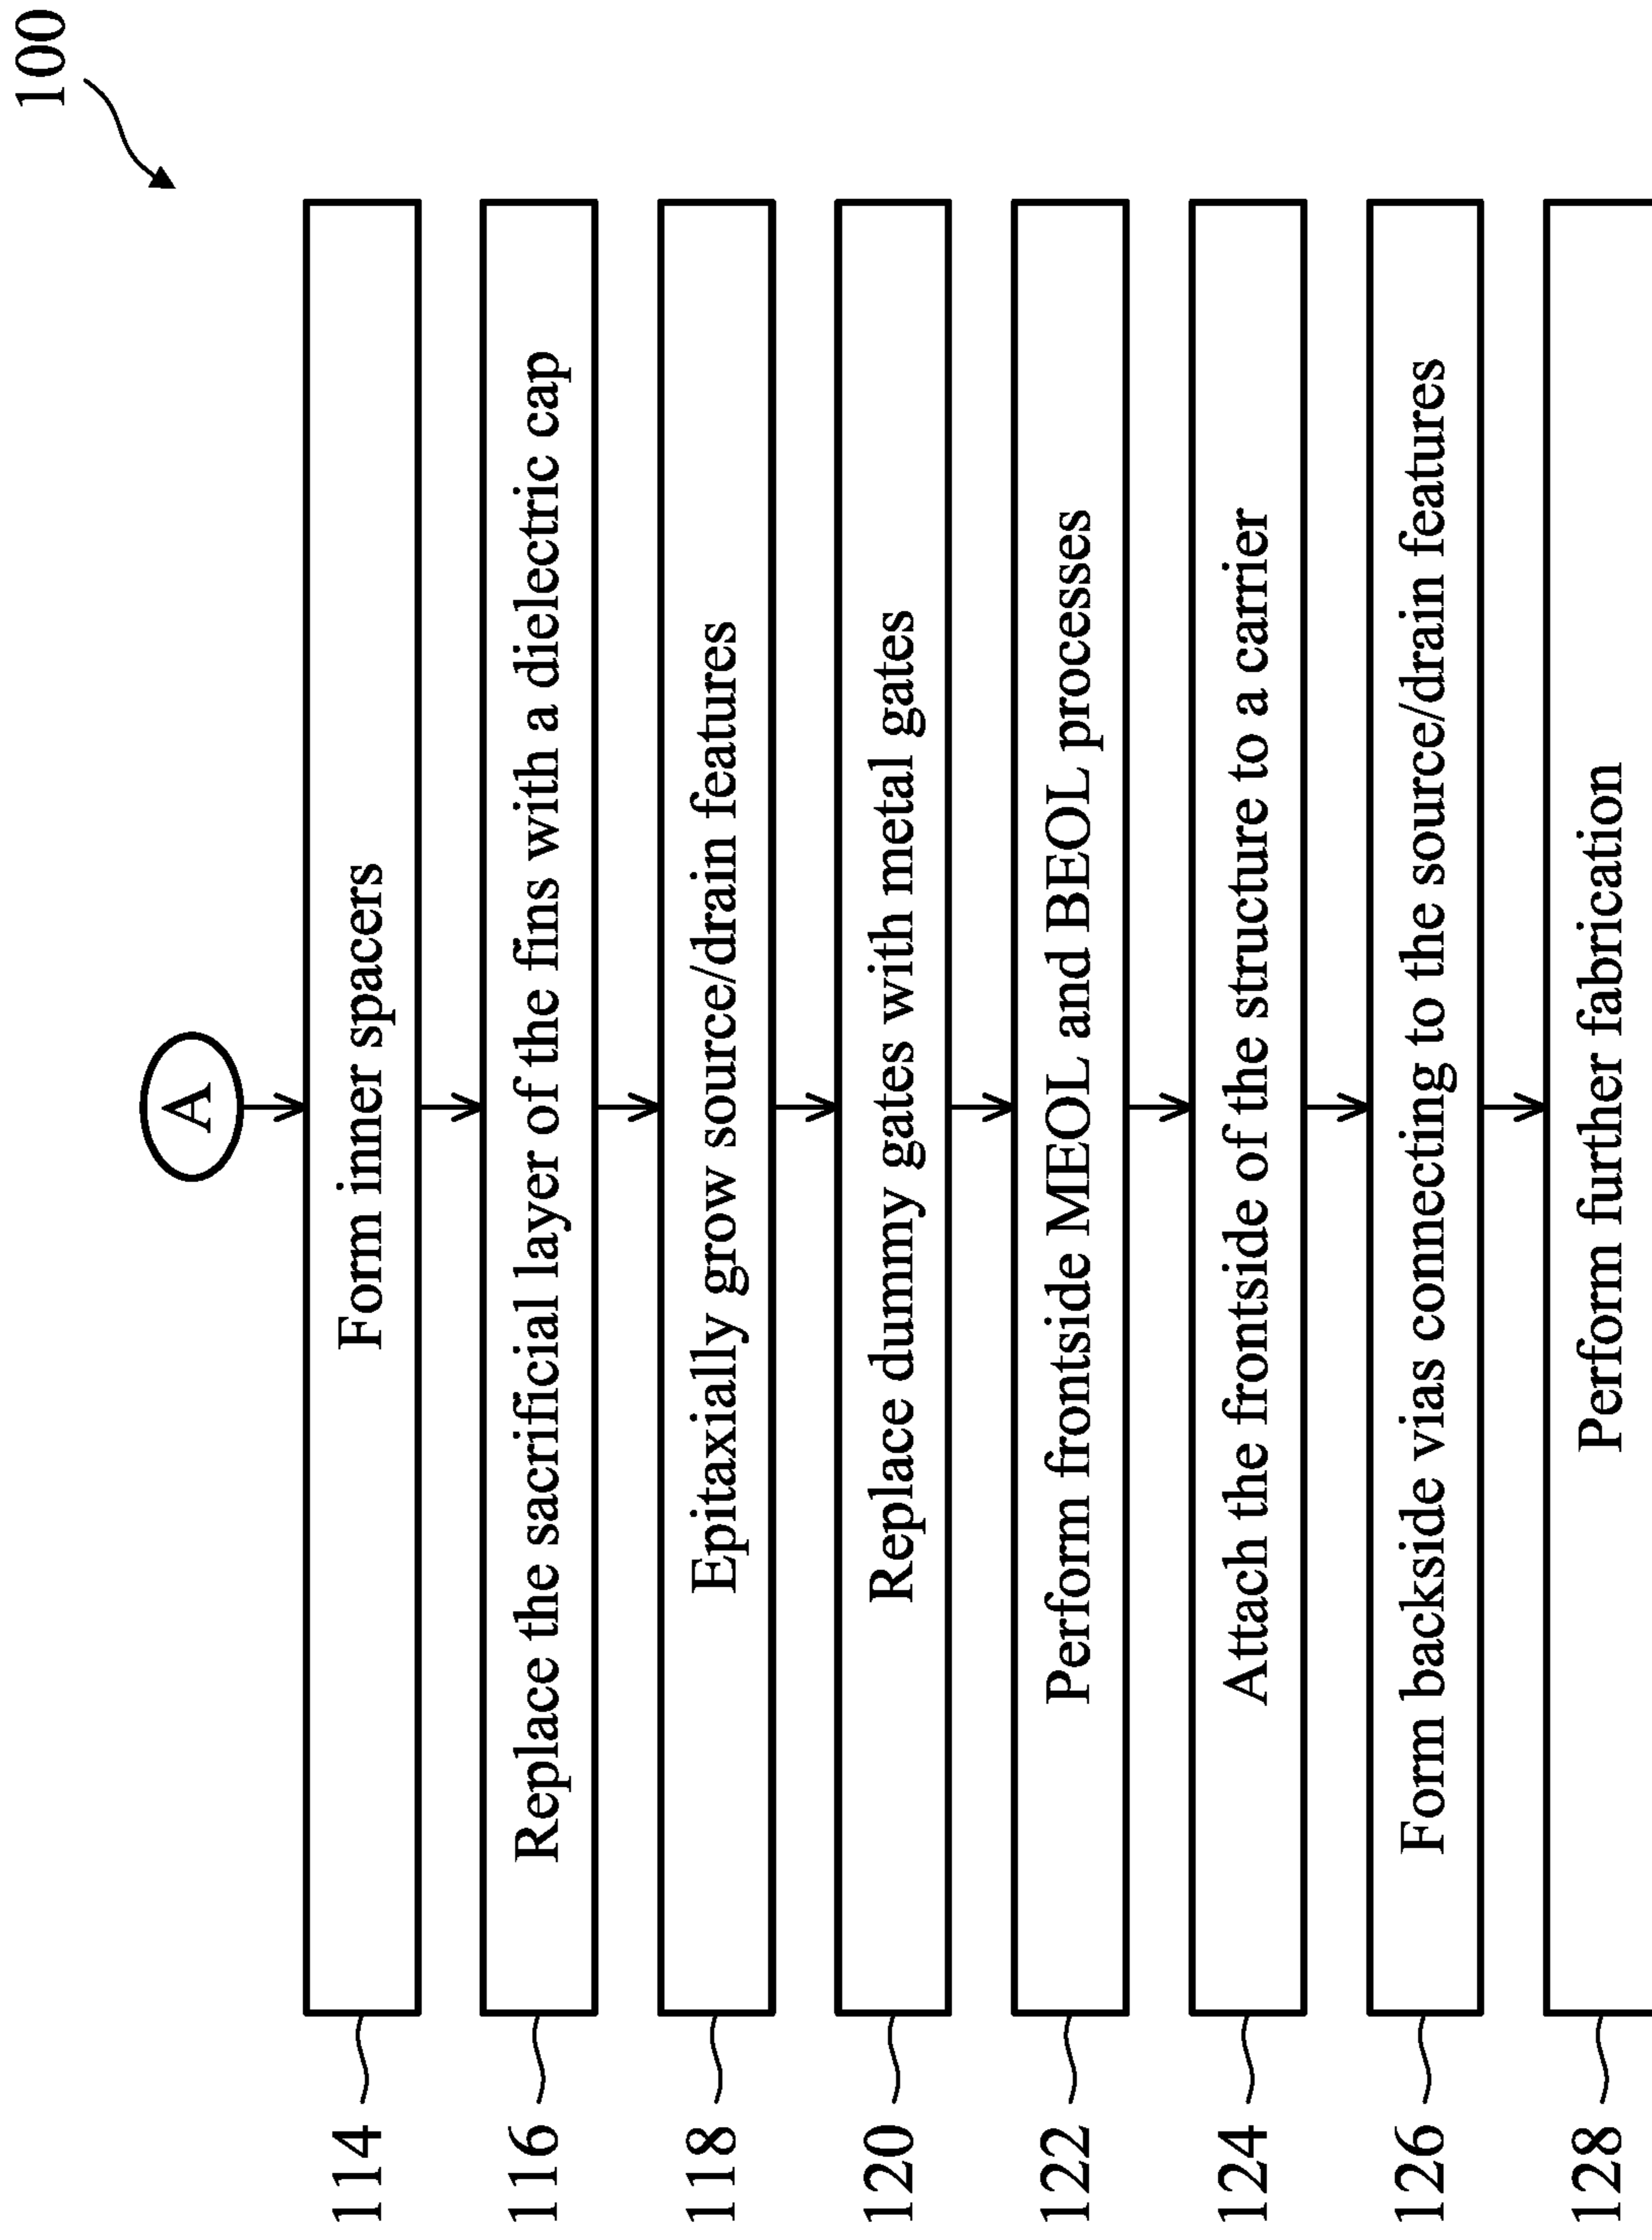 100
A
114 Form inner spacers
116 Replace the sacrificial layer of the fins with a dielectric cap
118 Epitaxially grow source/drain features
120 Replace dummy gates with metal gates
122 Perform frontside MEOL and BEOL processes
124 Attach the frontside of the structure to a carrier
126 Form backside vias connecting to the source/drain features
128 Perform further fabrication